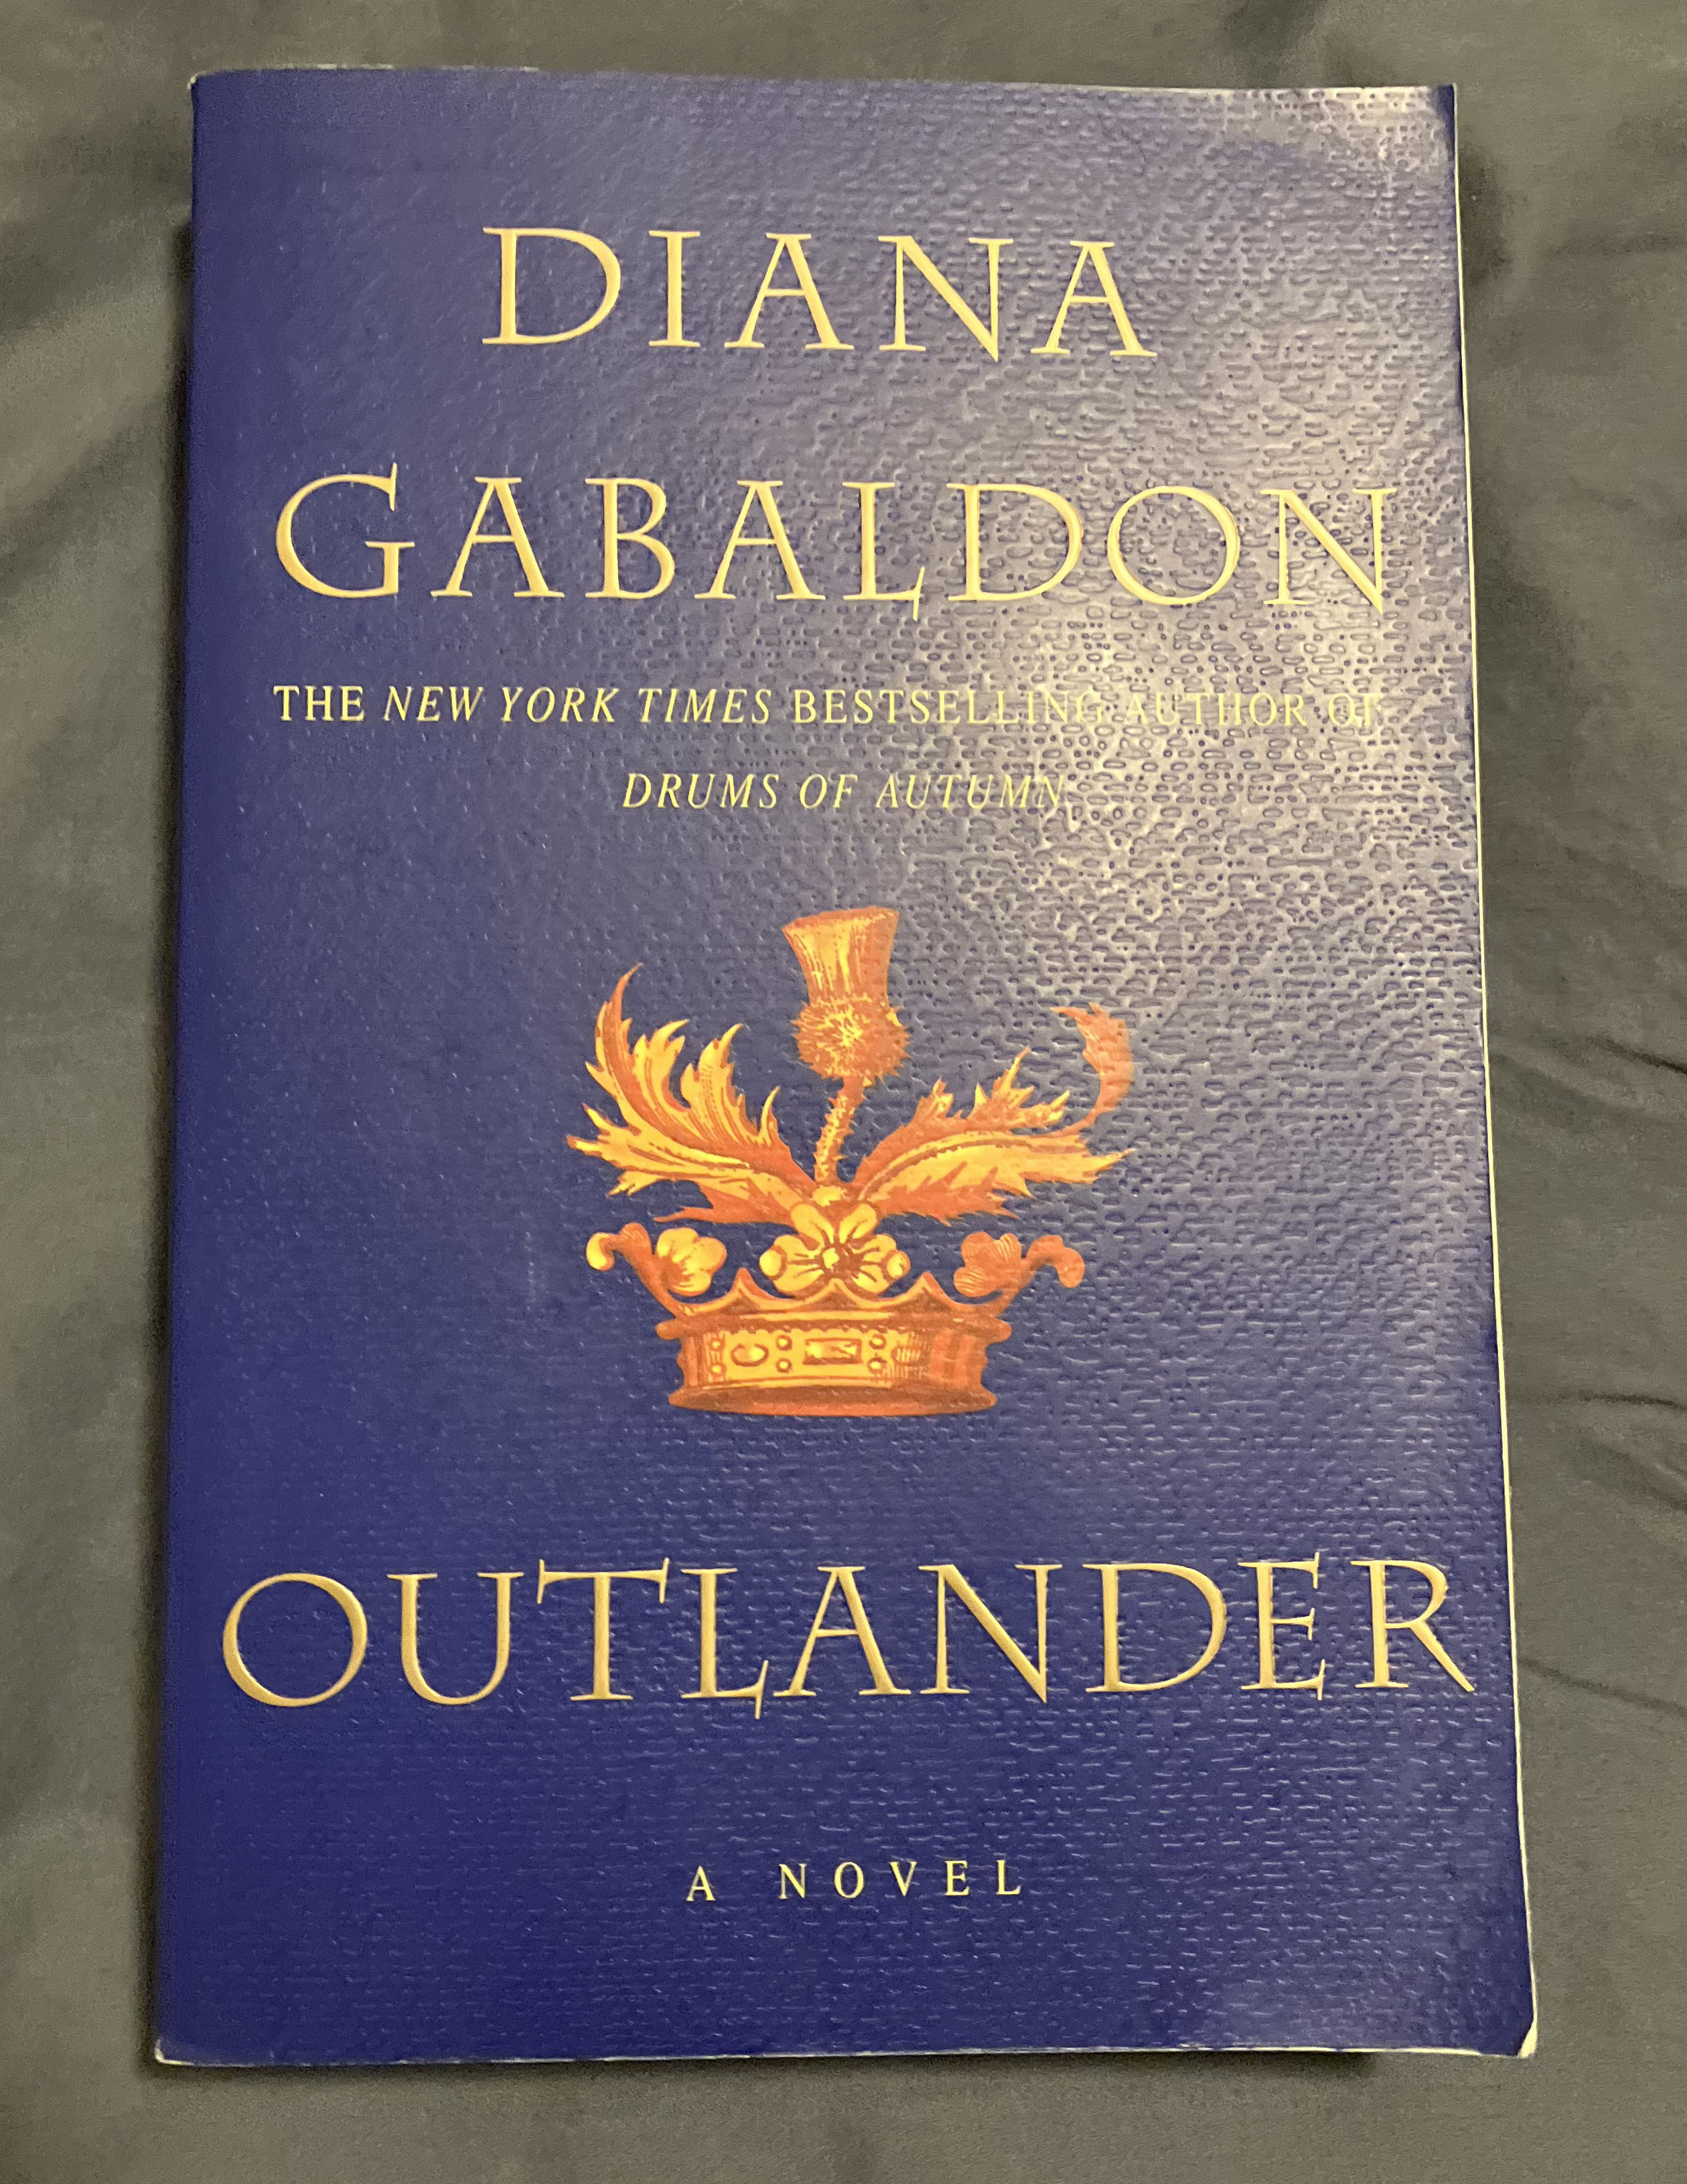 DIANA
GABALDON
THE NEW YORK TIMES BESTSELLING AUTHOR OF
DRUMS OF AUTUMN
OUTLANDER
A NOVEL